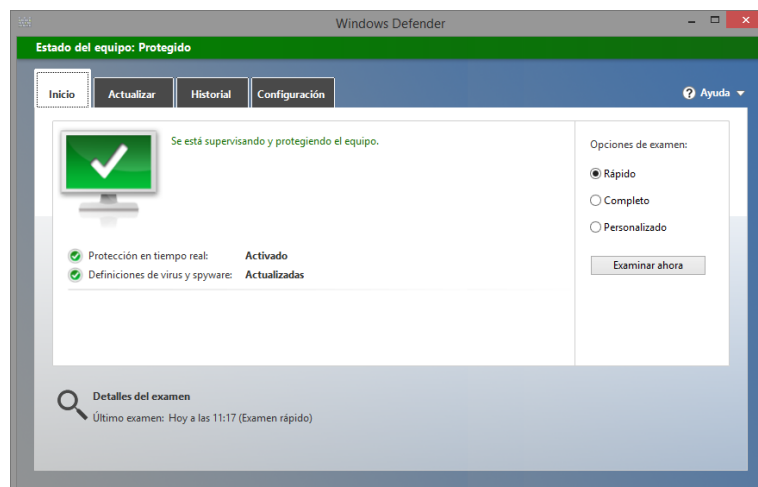 Windows Defender
Estado del equipo: Protegido
Inicio
Actualizar
Historial
Configuración
? Ayuda
Se está supervisando y protegiendo el equipo.
Protección en tiempo real: Activado
Definiciones de virus y spyware: Actualizadas
Opciones de examen:
Rápido
Completo
Personalizado
Examinar ahora
Detalles del examen
Último examen: Hoy a las 11:17 (Examen rápido)